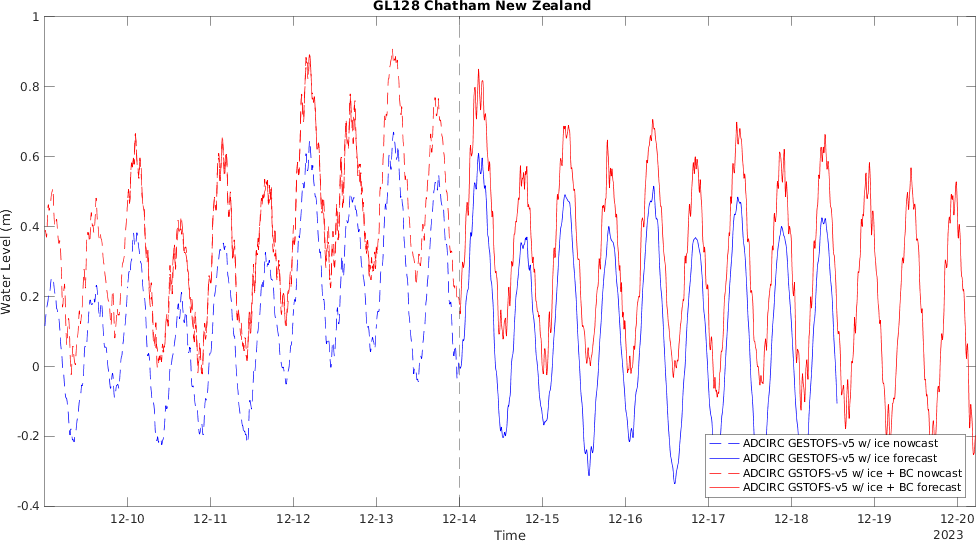 GL128 Chatham New Zealand
1
0.8
0.6
0.4
0.2
0
-0.2
-0.4
Water Level (m)
12-10 12-11 12-12 12-13 12-14 12-15 12-16 12-17 12-18 12-19 12-20
Time
2023
ADCIRC GESTOFS-v5 w/ ice nowcast
ADCIRC GESTOFS-v5 w/ ice forecast
ADCIRC GSTOFS-v5 w/ ice + BC nowcast
ADCIRC GSTOFS-v5 w/ ice + BC forecast